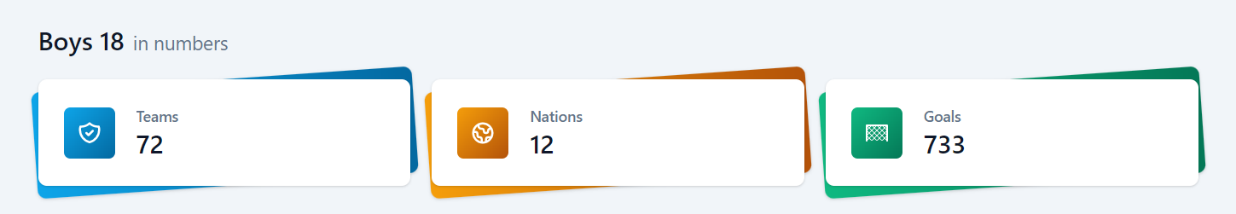 Boys 18 in numbers
Teams
72
Nations
12
Goals
733